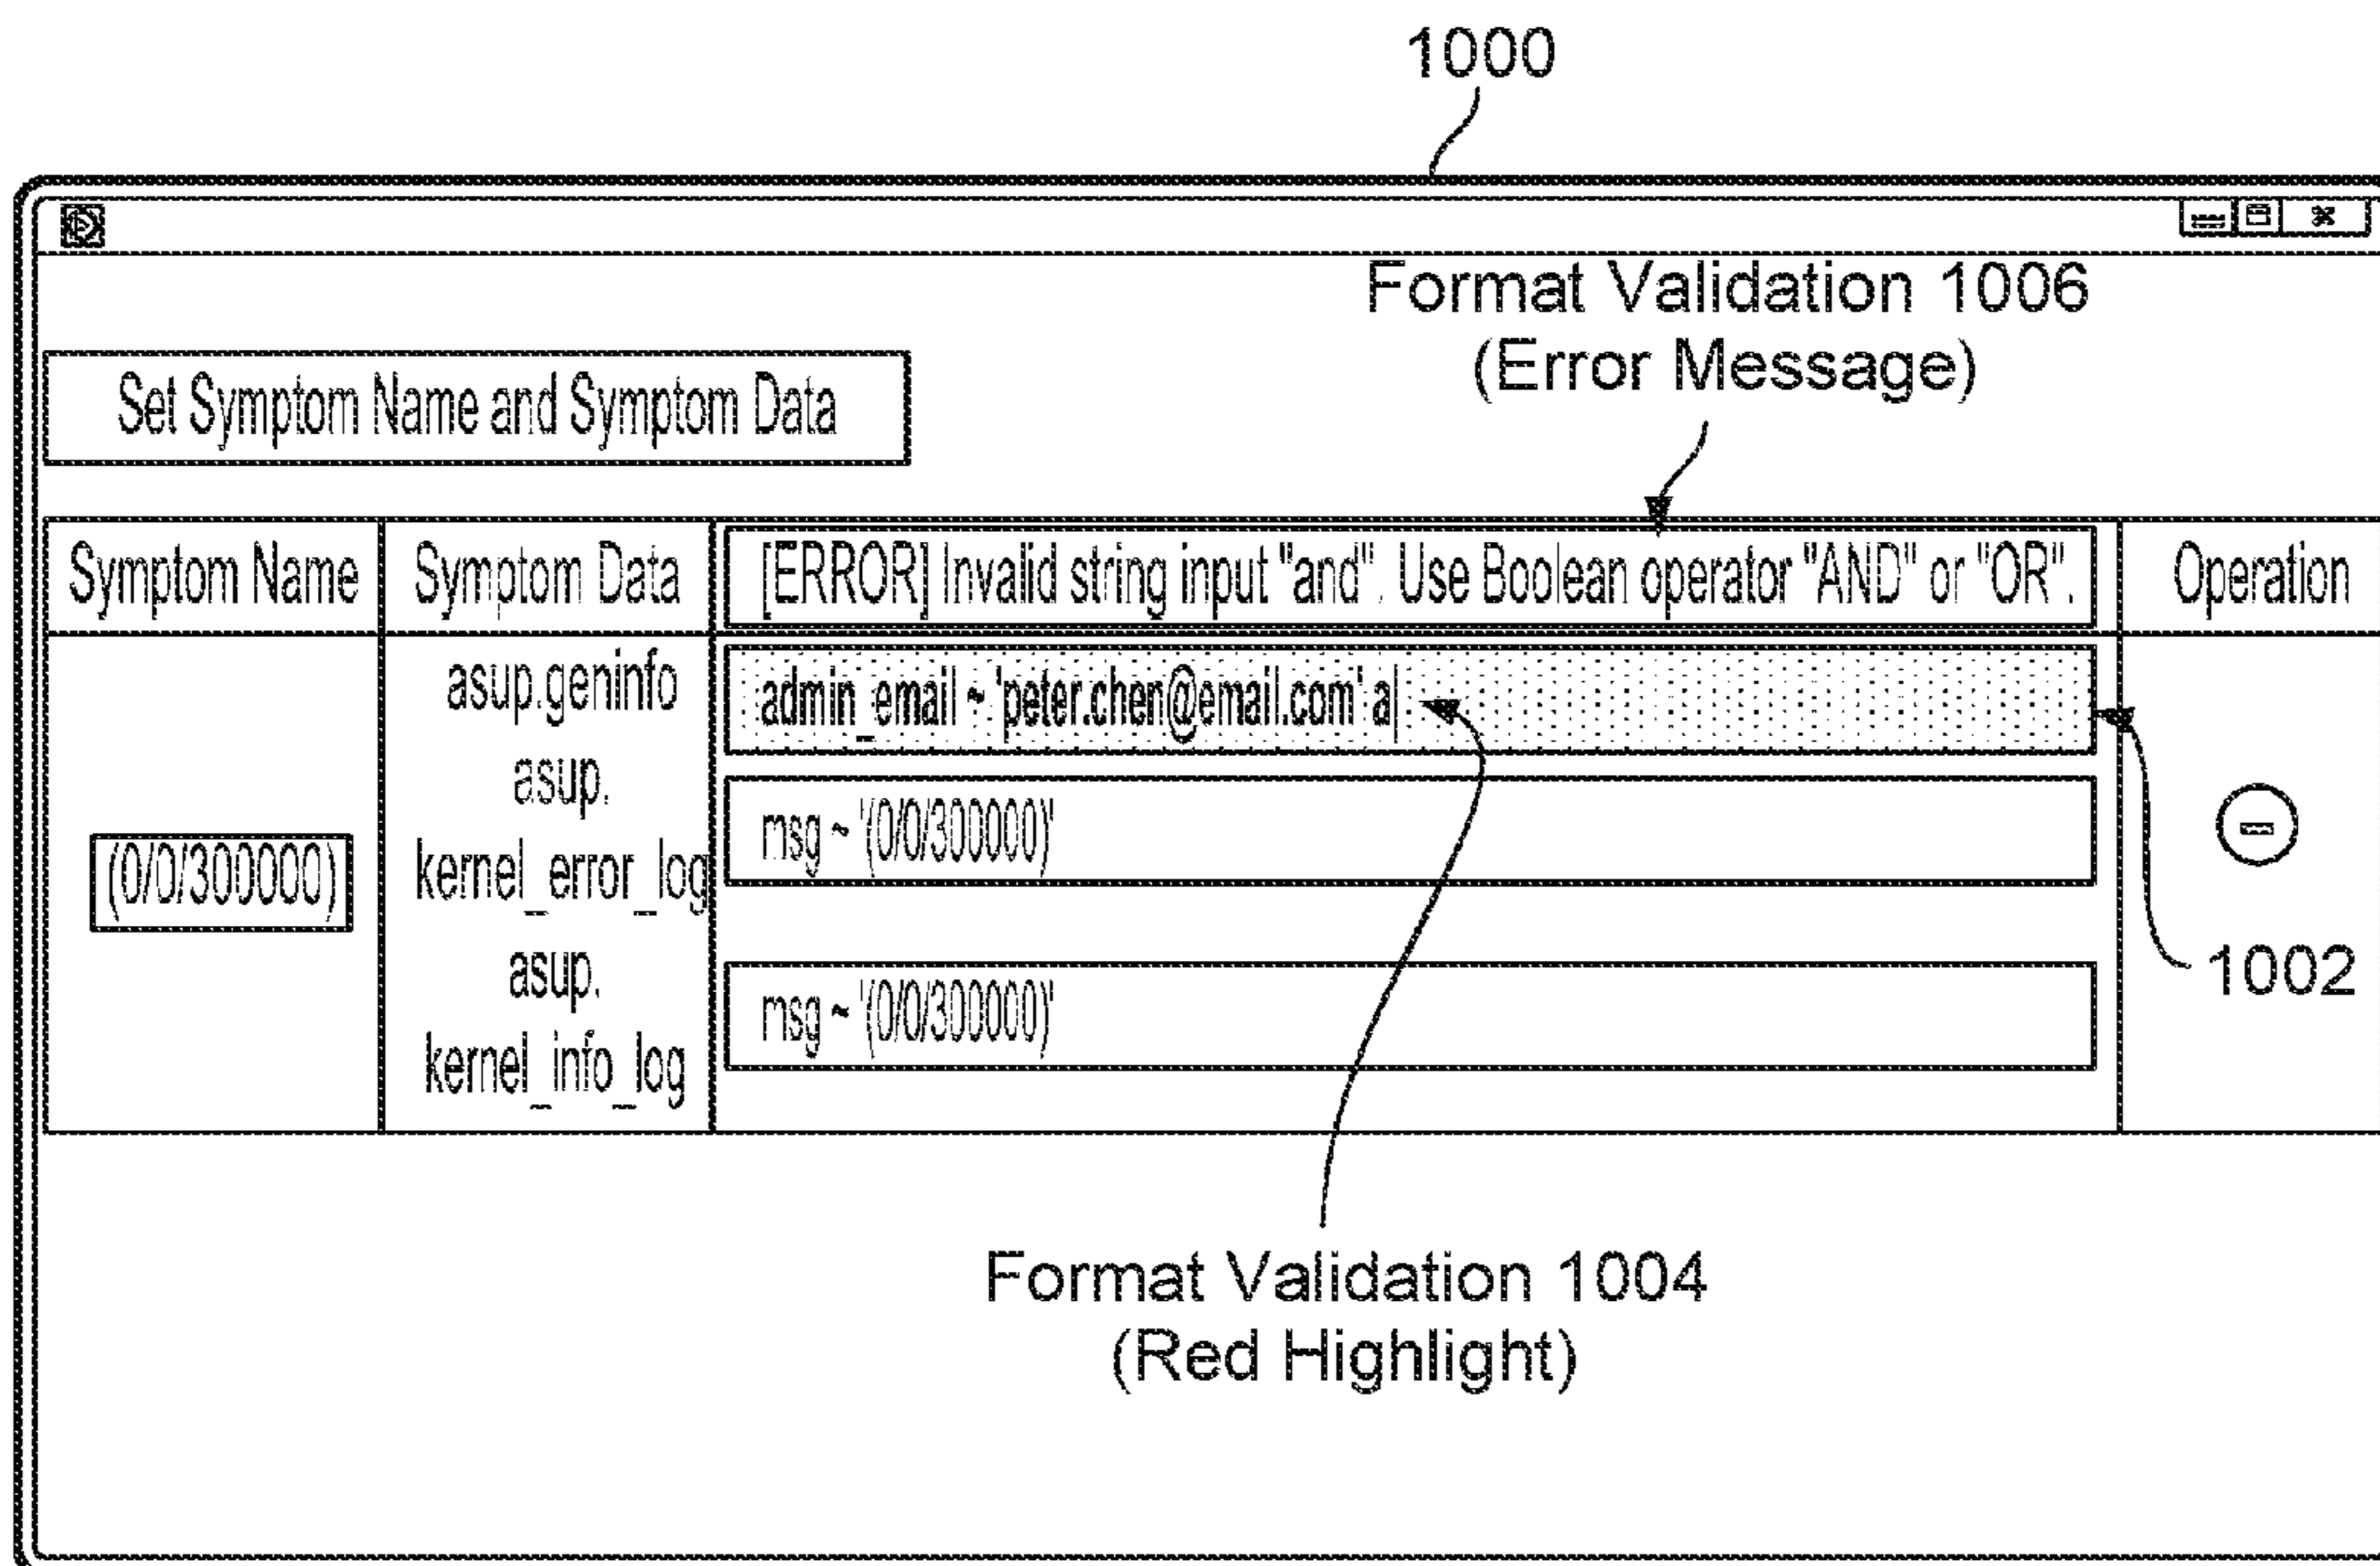 1000
Format Validation 1006
(Error Message)
Set Symptom Name and Symptom Data
Symptom Name
Symptom Data
[ERROR] Invalid string input "and". Use Boolean operator "AND" or "OR".
Operation
asup.geninfo
admin_email ~ 'peter.chen@email.com' a
asup.
kernel_error_log
msg ~ '(0/0/300000)'
(0/0/300000)
asup.
kernel_info_log
msg ~ '(0/0/300000)'
1002
Format Validation 1004
(Red Highlight)